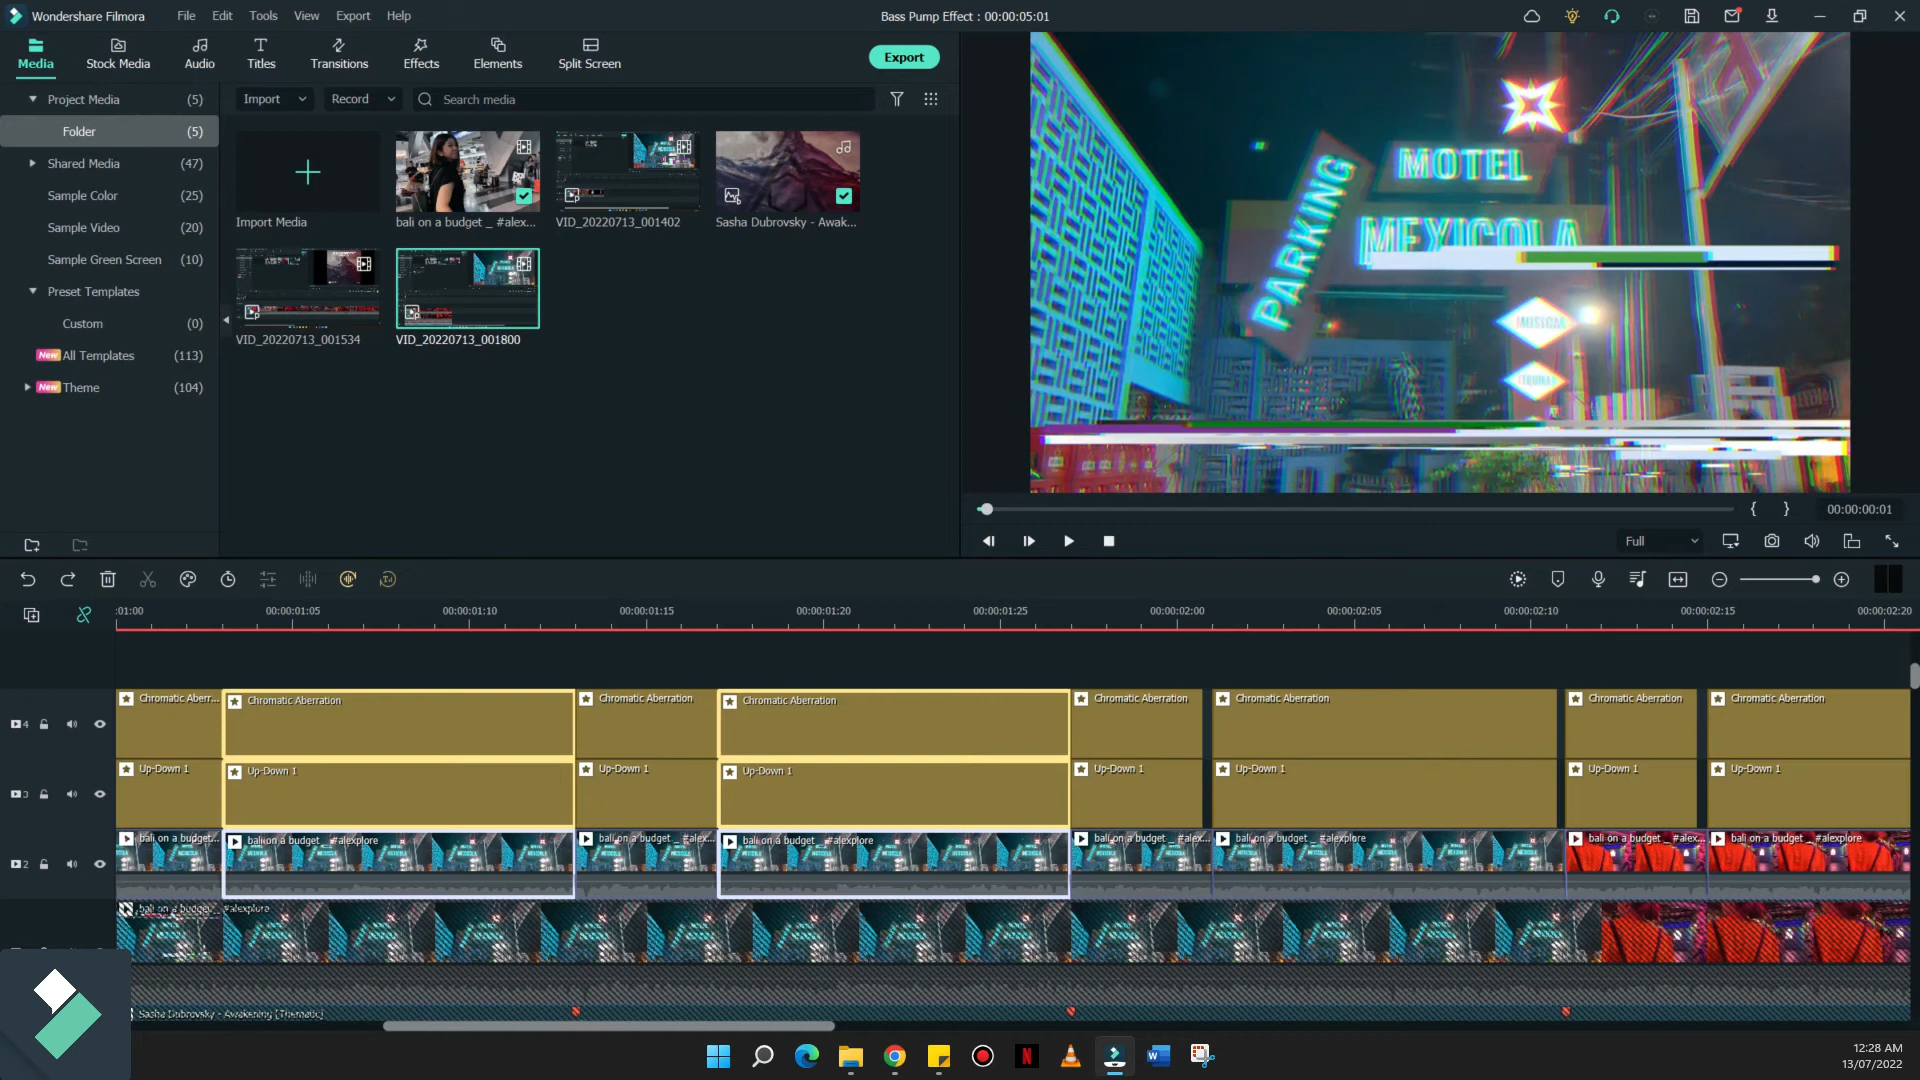 Wondershare Filmora
File Edit Tools View Export Help
Bass Pump Effect : 00:00:05:01
Media Stock Media Audio Titles Transitions Effects Elements Split Screen
Export
Project Media (5)
Folder (5)
Shared Media (47)
Sample Color (25)
Sample Video (20)
Sample Green Screen (10)
Preset Templates
Custom (0)
New All Templates (113)
New Theme (104)
Import Record Search media
Import Media
bali on a budget _ #alex...
VID_20220713_001402
Sasha Dubrovsky - Awak...
VID_20220713_001534
VID_20220713_001800
MOTEL
MEXICOLA
PARKING
{ } 00:00:00:01
Full
:01:00 00:00:01:05 00:00:01:10 00:00:01:15 00:00:01:20 00:00:01:25 00:00:02:00 00:00:02:05 00:00:02:10 00:00:02:15 00:00:02:20
4 Chromatic Aberr... Chromatic Aberration Chromatic Aberration Chromatic Aberration Chromatic Aberration Chromatic Aberration Chromatic Aberration Chromatic Aberration
3 Up-Down 1 Up-Down 1 Up-Down 1 Up-Down 1 Up-Down 1 Up-Down 1 Up-Down 1 Up-Down 1
2 bali on a budget... bali on a budget _ #alexplore bali on a budget _ #alex... bali on a budget _ #alexplore bali on a budget _ #alex... bali on a budget _ #alexplore bali on a budget _ #alex... bali on a budget _ #alexplore
bali on a budget _ #alexplore
Sasha Dubrovsky - Awakening [Thematic]
12:28 AM
13/07/2022